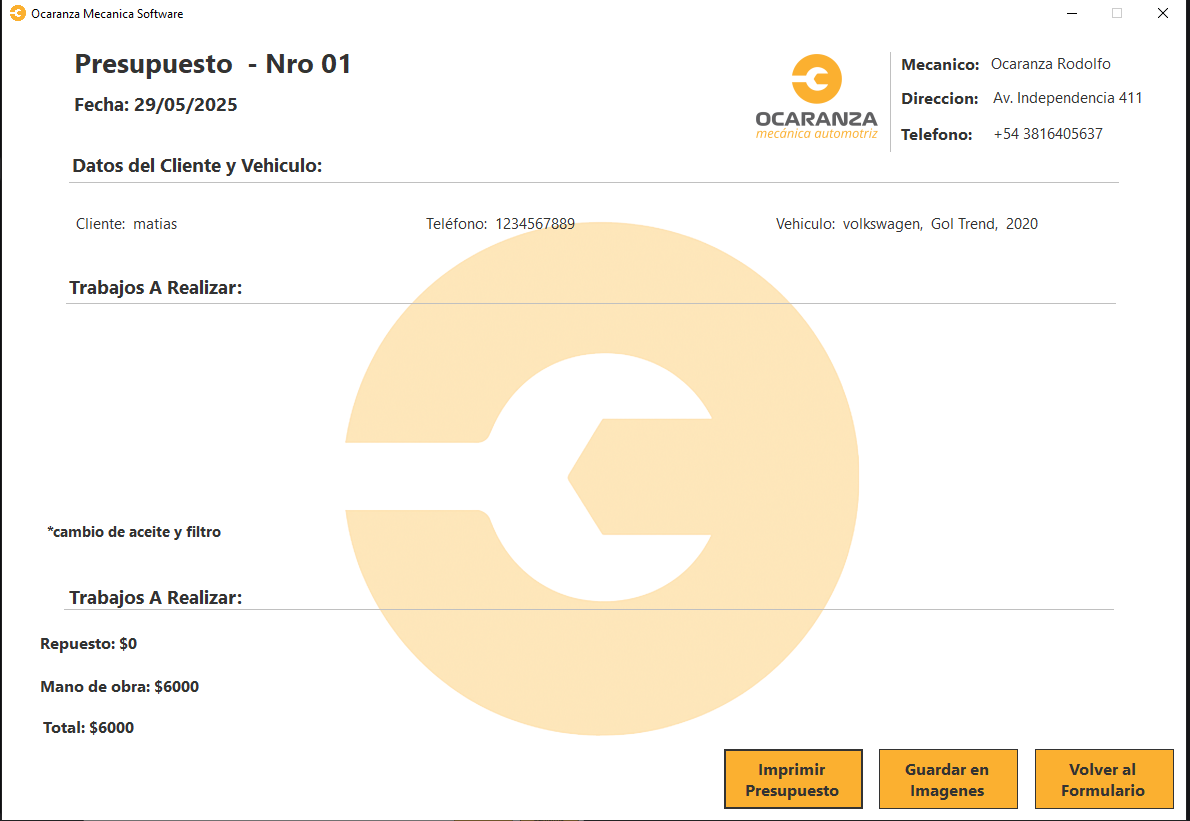 Ocaranza Mecanica Software
Presupuesto - Nro 01
Fecha: 29/05/2025
OCARANZA
mecánica automotriz
Mecanico: Ocaranza Rodolfo
Direccion: Av. Independencia 411
Telefono: +54 3816405637
Datos del Cliente y Vehiculo:
Cliente: matias Teléfono: 1234567889 Vehiculo: volkswagen, Gol Trend, 2020
Trabajos A Realizar:
*cambio de aceite y filtro
Trabajos A Realizar:
Repuesto: $0
Mano de obra: $6000
Total: $6000
Imprimir
Presupuesto
Guardar en
Imagenes
Volver al
Formulario